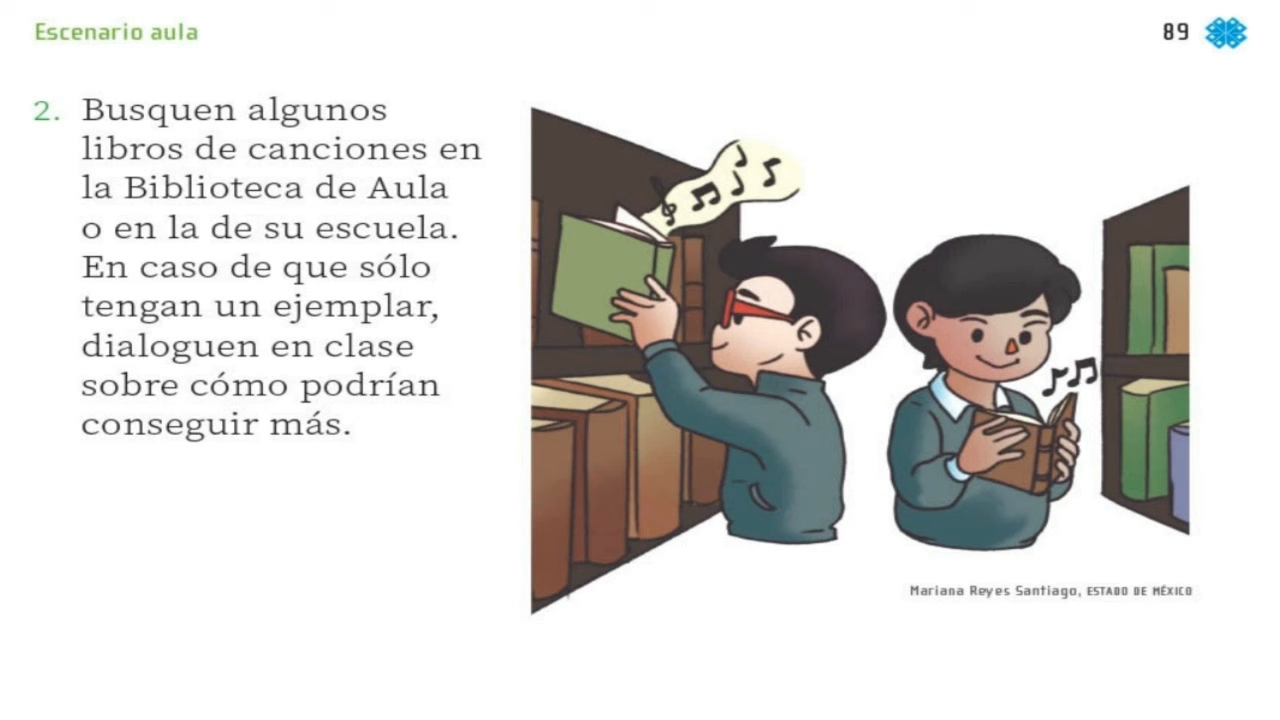 Escenario aula
89
2. Busquen algunos
libros de canciones en
la Biblioteca de Aula
o en la de su escuela.
En caso de que sólo
tengan un ejemplar,
dialoguen en clase
sobre cómo podrían
conseguir más.
Mariana Reyes Santiago, ESTADO DE MÉXICO